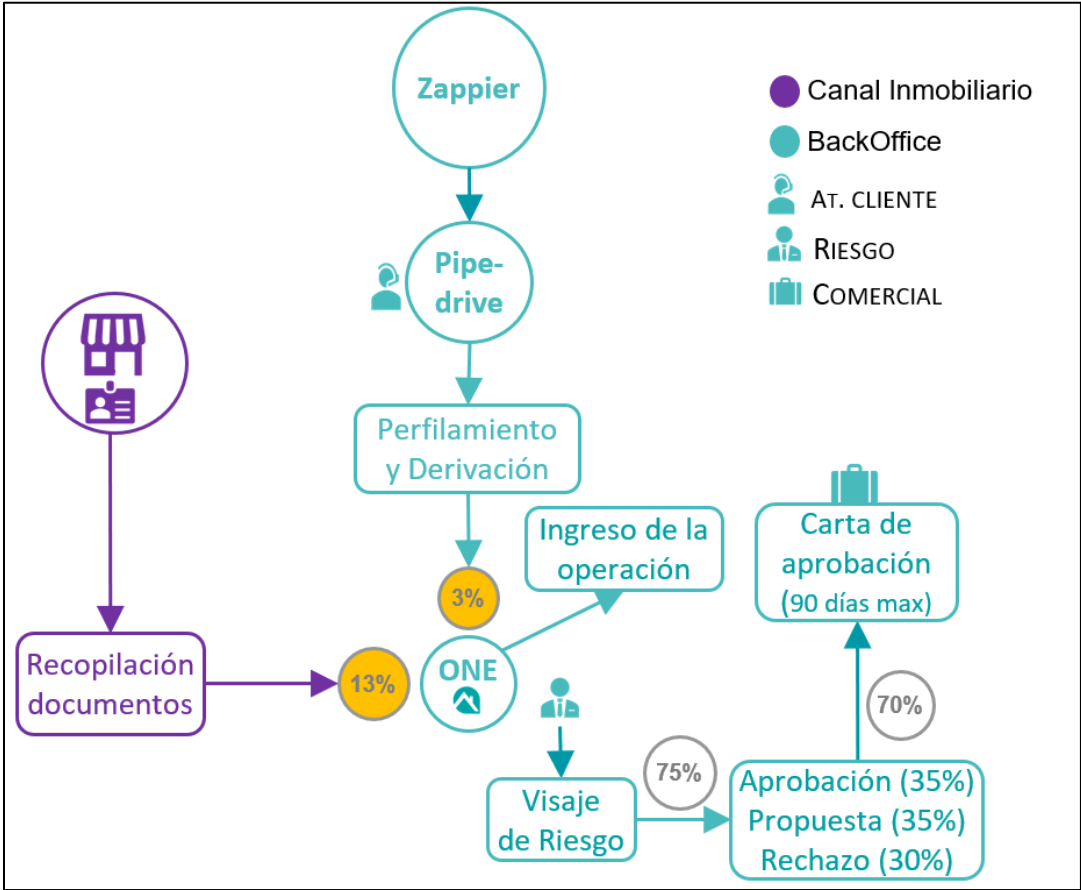 Zappier
Canal Inmobiliario
BackOffice
AT. CLIENTE
RIESGO
COMERCIAL
Pipe-
drive
Perfilamiento
y Derivación
Ingreso de la
operación
Carta de
aprobación
(90 días max)
3%
Recopilación
documentos
13%
ONE
70%
75%
Visaje
de Riesgo
Aprobación (35%)
Propuesta (35%)
Rechazo (30%)